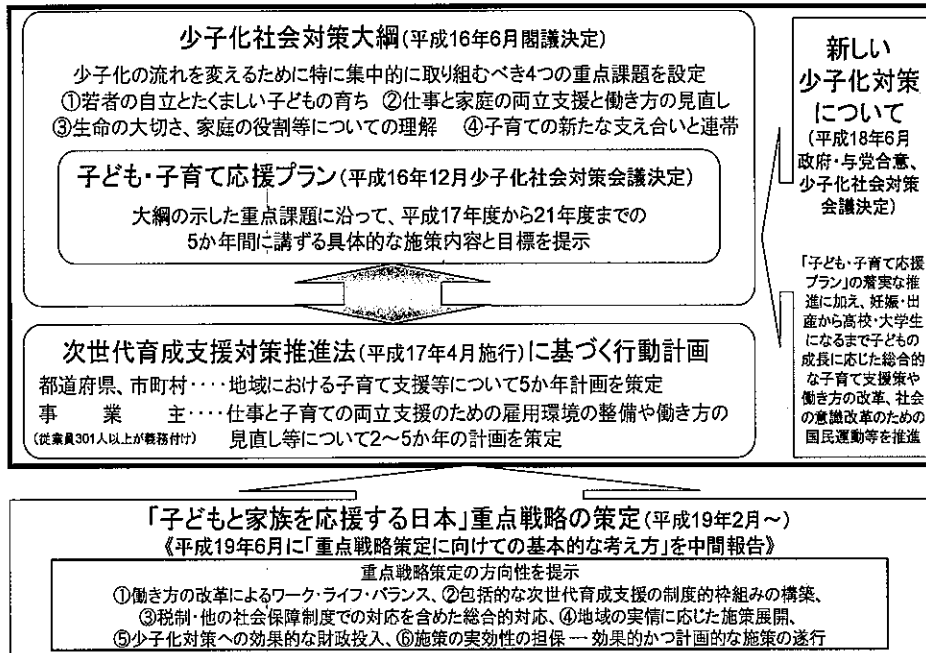 少子化社会対策大綱(平成16年6月閣議決定)
少子化の流れを変えるために特に集中的に取り組むべき4つの重点課題を設定
①若者の自立とたくましい子どもの育ち ②仕事と家庭の両立支援と働き方の見直し
③生命の大切さ、家庭の役割等についての理解 ④子育ての新たな支え合いと連帯
子ども・子育て応援プラン(平成16年12月少子化社会対策会議決定)
大綱の示した重点課題に沿って、平成17年度から21年度までの
5か年間に講ずる具体的な施策内容と目標を提示
次世代育成支援対策推進法(平成17年4月施行)に基づく行動計画
都道府県、市町村‥‥地域における子育て支援等について5か年計画を策定
事業主‥‥仕事と子育ての両立支援のための雇用環境の整備や働き方の
(従業員301人以上が義務付け) 見直し等について2~5か年の計画を策定
新しい
少子化対策
について
(平成18年6月
政府・与党合意、
少子化社会対策
会議決定)
「子ども・子育て応援
プラン」の着実な推
進に加え、妊娠・出
産から高校・大学生
になるまで子どもの
成長に応じた総合的
な子育て支援策や
働き方の改革、社会
の意識改革のための
国民運動等を推進
「子どもと家族を応援する日本」重点戦略の策定(平成19年2月~)
《平成19年6月に「重点戦略策定に向けての基本的な考え方」を中間報告》
重点戦略策定の方向性を提示
①働き方の改革によるワーク・ライフ・バランス、②包括的な次世代育成支援の制度的枠組みの構築、
③税制・他の社会保障制度での対応を含めた総合的対応、④地域の実情に応じた施策展開、
⑤少子化対策への効果的な財政投入、⑥施策の実効性の担保 ― 効果的かつ計画的な施策の遂行